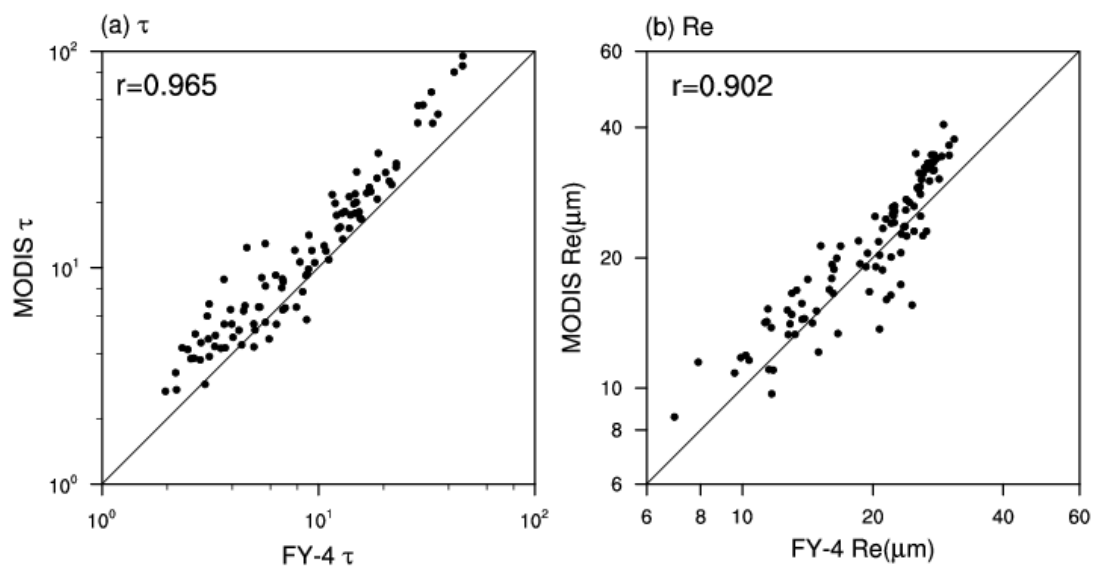 (a) τ
r=0.965
10²
10¹
10⁰
MODIS τ
10⁰ 10¹ 10²
FY-4 τ
(b) Re
r=0.902
60
40
20
10
8
6
MODIS Re(μm)
6 8 10 20 40 60
FY-4 Re(μm)